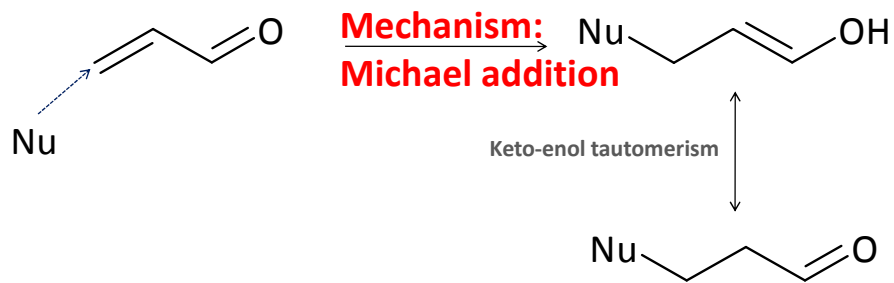 O
Mechanism:
Nu
OH
Michael addition
Nu
Keto-enol tautomerism
Nu
O